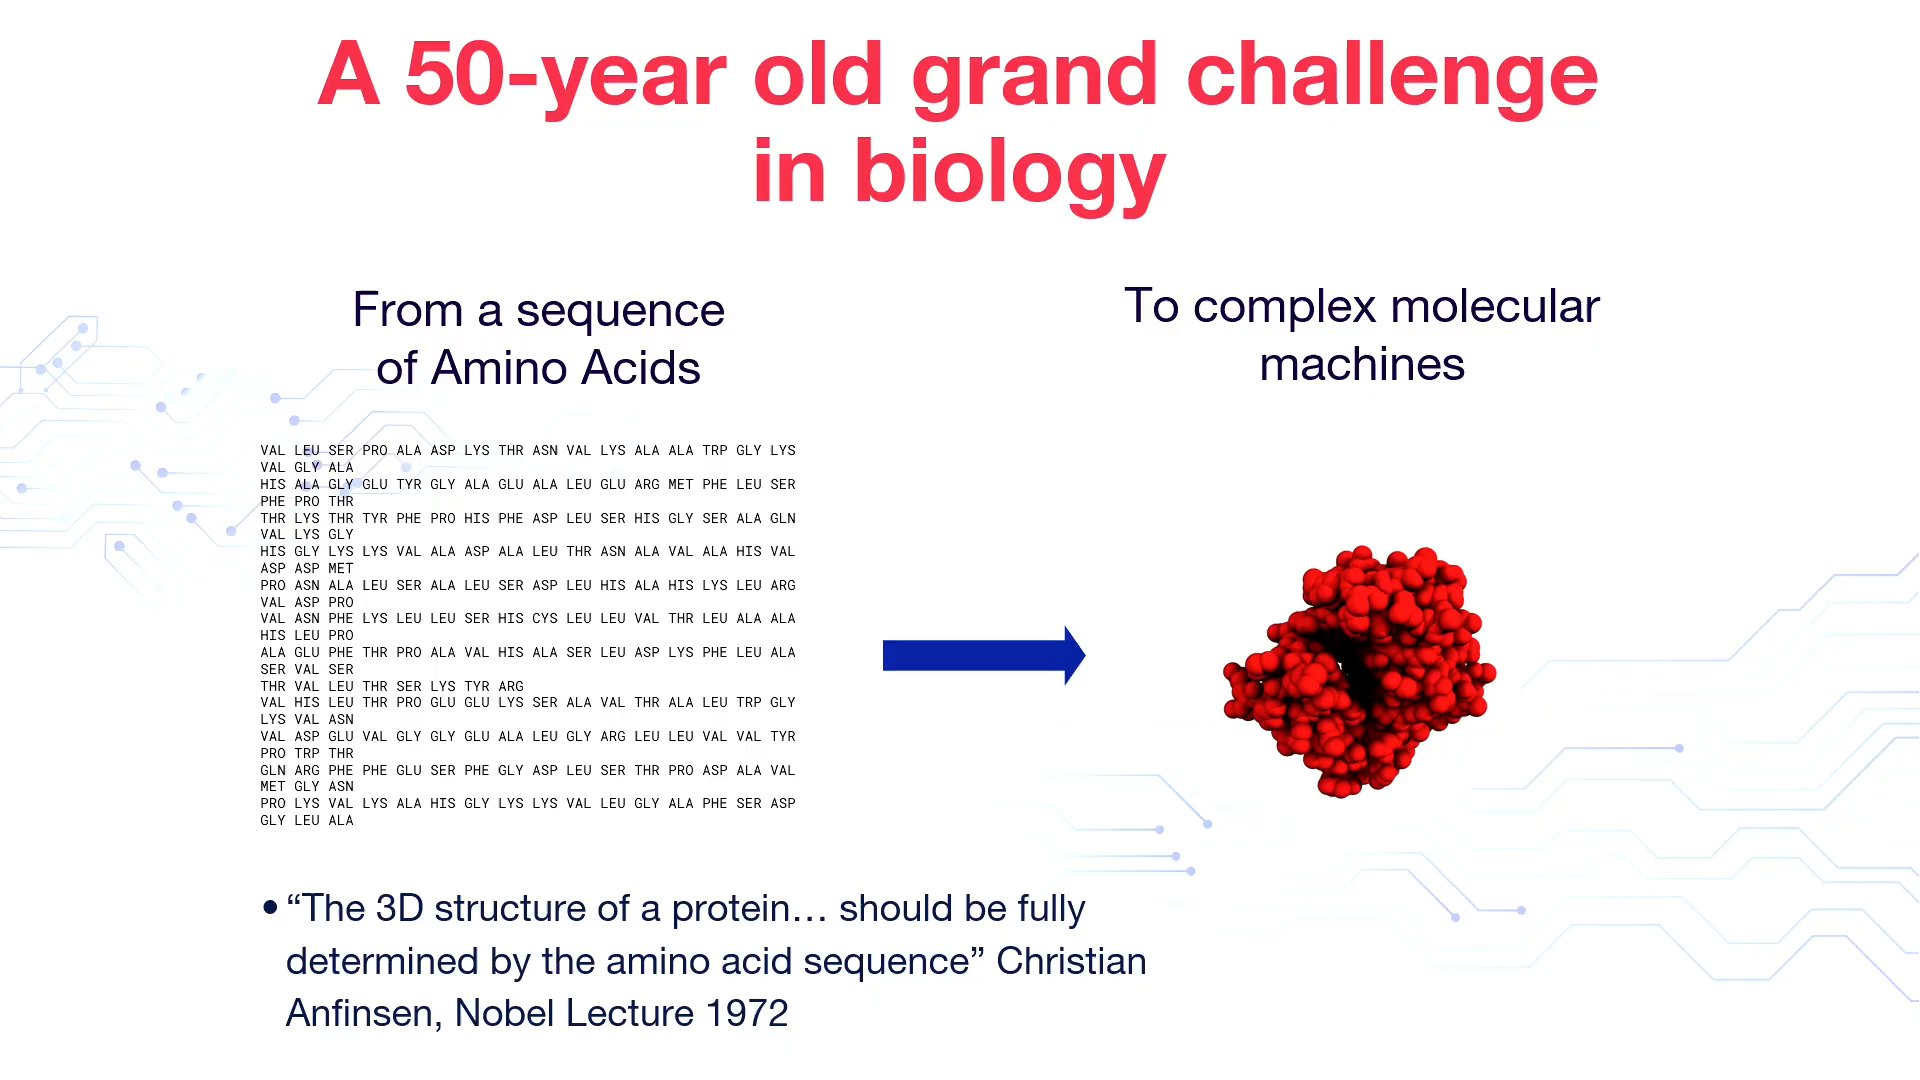 A 50-year old grand challenge
in biology
From a sequence
of Amino Acids
To complex molecular
machines
VAL LEU SER PRO ALA ASP LYS THR ASN VAL LYS ALA ALA TRP GLY LYS
VAL GLY ALA
HIS ALA GLY GLU TYR GLY ALA GLU ALA LEU GLU ARG MET PHE LEU SER
PHE PRO THR
THR LYS THR TYR PHE PRO HIS PHE ASP LEU SER HIS GLY SER ALA GLN
VAL LYS GLY
HIS GLY LYS LYS VAL ALA ASP ALA LEU THR ASN ALA VAL ALA HIS VAL
ASP ASP MET
PRO ASN ALA LEU SER ALA LEU SER ASP LEU HIS ALA HIS LYS LEU ARG
VAL ASP PRO
VAL ASN PHE LYS LEU LEU SER HIS CYS LEU LEU VAL THR LEU ALA ALA
HIS LEU PRO
ALA GLU PHE THR PRO ALA VAL HIS ALA SER LEU ASP LYS PHE LEU ALA
SER VAL SER
THR VAL LEU THR SER LYS TYR ARG
VAL HIS LEU THR PRO GLU GLU LYS SER ALA VAL THR ALA LEU TRP GLY
LYS VAL ASN
VAL ASP GLU VAL GLY GLY GLU ALA LEU GLY ARG LEU LEU VAL VAL TYR
PRO TRP THR
GLN ARG PHE PHE GLU SER PHE GLY ASP LEU SER THR PRO ASP ALA VAL
MET GLY ASN
PRO LYS VAL LYS ALA HIS GLY LYS LYS VAL LEU GLY ALA PHE SER ASP
GLY LEU ALA
• “The 3D structure of a protein… should be fully
determined by the amino acid sequence” Christian
Anfinsen, Nobel Lecture 1972